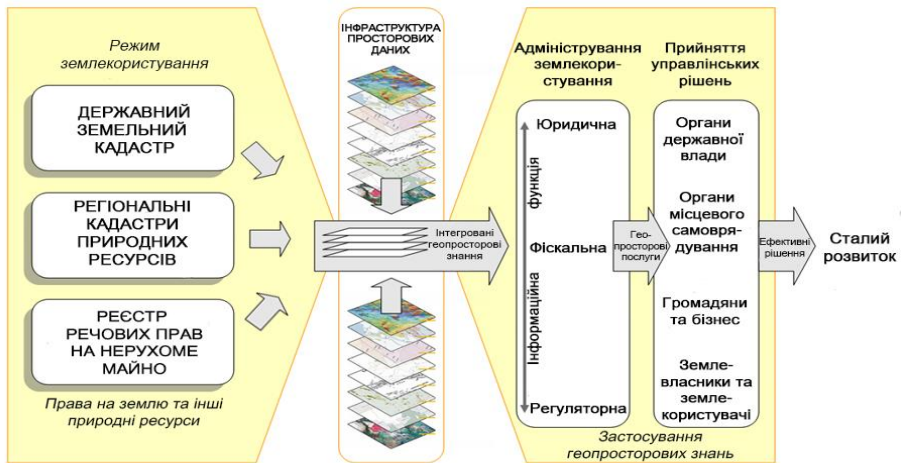 Режим
землекористування
ДЕРЖАВНИЙ
ЗЕМЕЛЬНИЙ
КАДАСТР
РЕГІОНАЛЬНІ
КАДАСТРИ
ПРИРОДНИХ
РЕСУРСІВ
РЕЄСТР
РЕЧОВИХ ПРАВ
НА НЕРУХОМЕ
МАЙНО
Права на землю та інші
природні ресурси
ІНФРАСТРУКТУРА
ПРОСТОРОВИХ
ДАНИХ
Інтегровані
геопросторові
знання
Адміністрування
землекори-
стування
Юридична
функція
Фіскальна
Інформаційна
Регуляторна
Гео-
просторові
послуги
Прийняття
управлінських
рішень
Органи
державної
влади
Органи
місцевого
самовря-
дування
Громадяни
та бізнес
Земле-
власники та
земле-
користувачі
Застосування
геопросторових знань
Ефективні
рішення
Сталий
розвиток